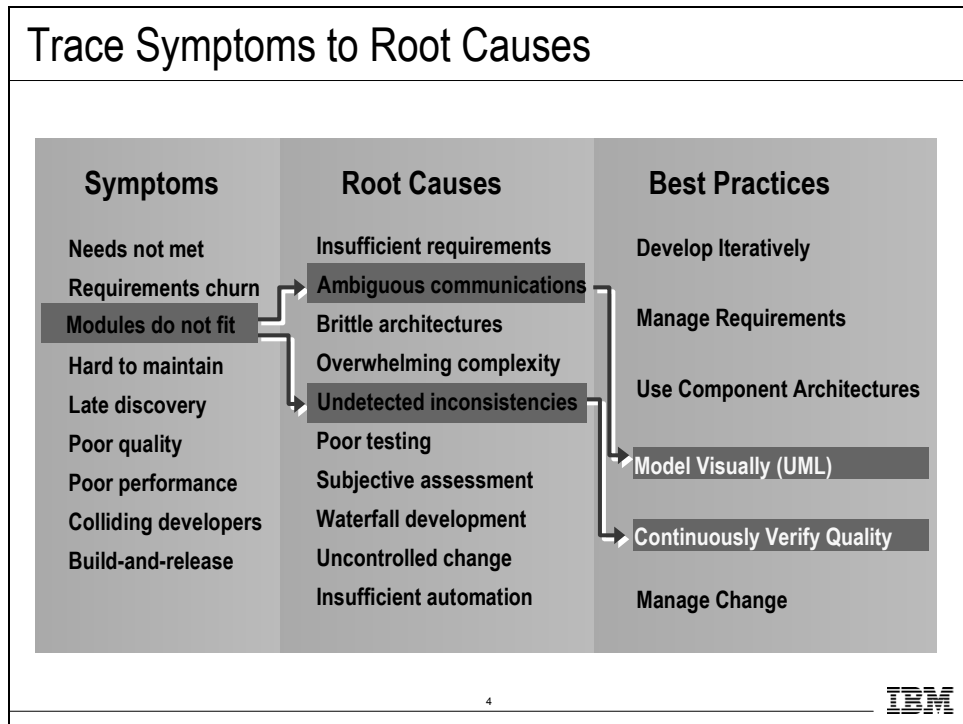 Trace Symptoms to Root Causes
Symptoms
Needs not met
Requirements churn
Modules do not fit
Hard to maintain
Late discovery
Poor quality
Poor performance
Colliding developers
Build-and-release
Root Causes
Insufficient requirements
Ambiguous communications
Brittle architectures
Overwhelming complexity
Undetected inconsistencies
Poor testing
Subjective assessment
Waterfall development
Uncontrolled change
Insufficient automation
Best Practices
Develop Iteratively
Manage Requirements
Use Component Architectures
Model Visually (UML)
Continuously Verify Quality
Manage Change
4
IBM